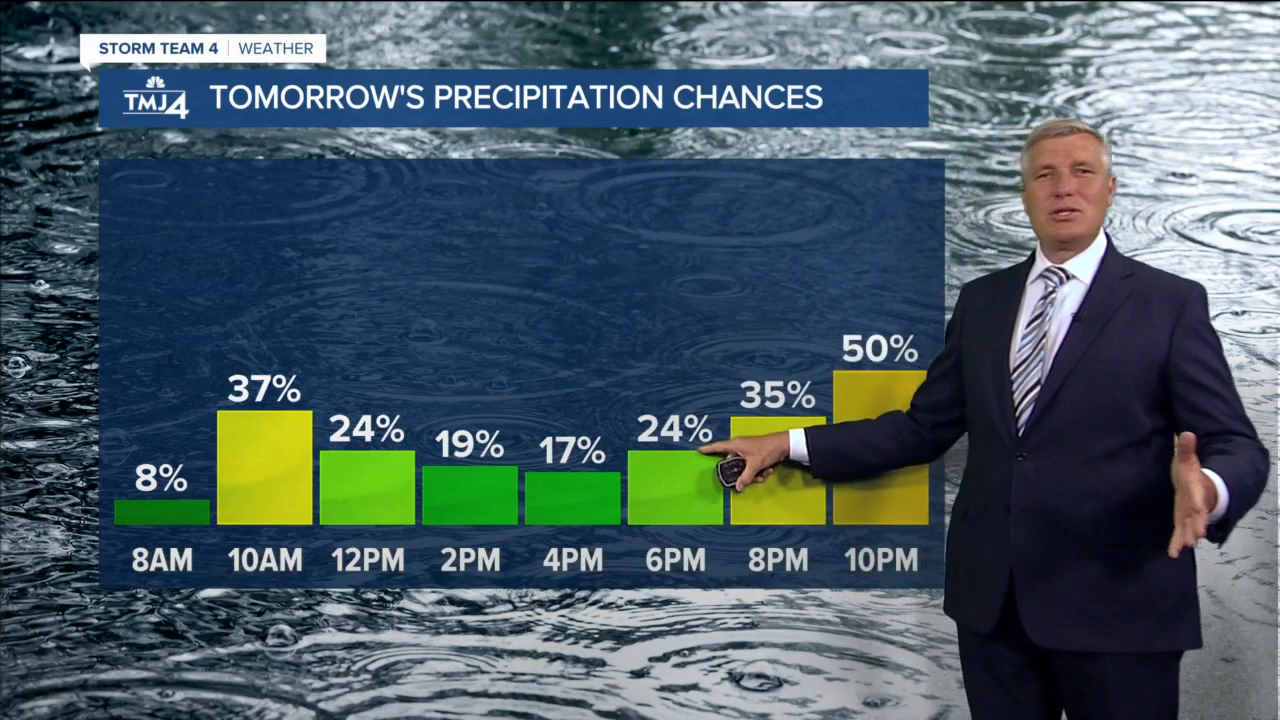 STORM TEAM 4 | WEATHER
TMJ4 TOMORROW'S PRECIPITATION CHANCES
8% 37% 24% 19% 17% 24% 35% 50%
8AM 10AM 12PM 2PM 4PM 6PM 8PM 10PM